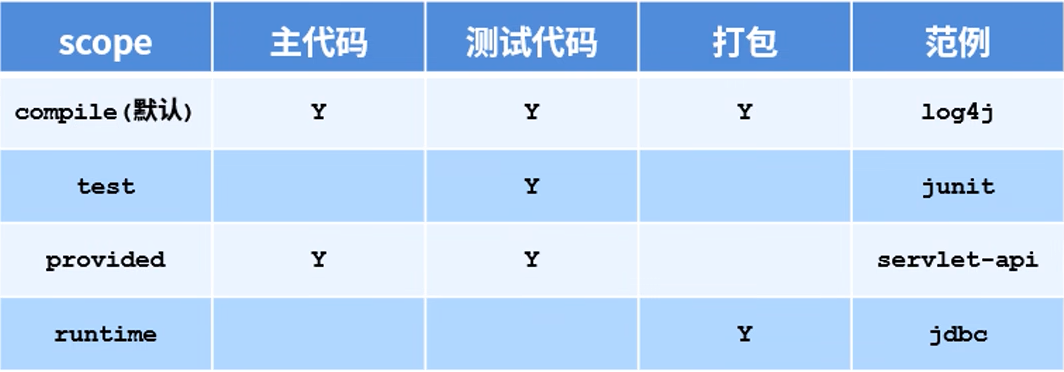 scope 主代码 测试代码 打包 范例
compile(默认) Y Y Y log4j
test Y junit
provided Y Y servlet-api
runtime Y jdbc